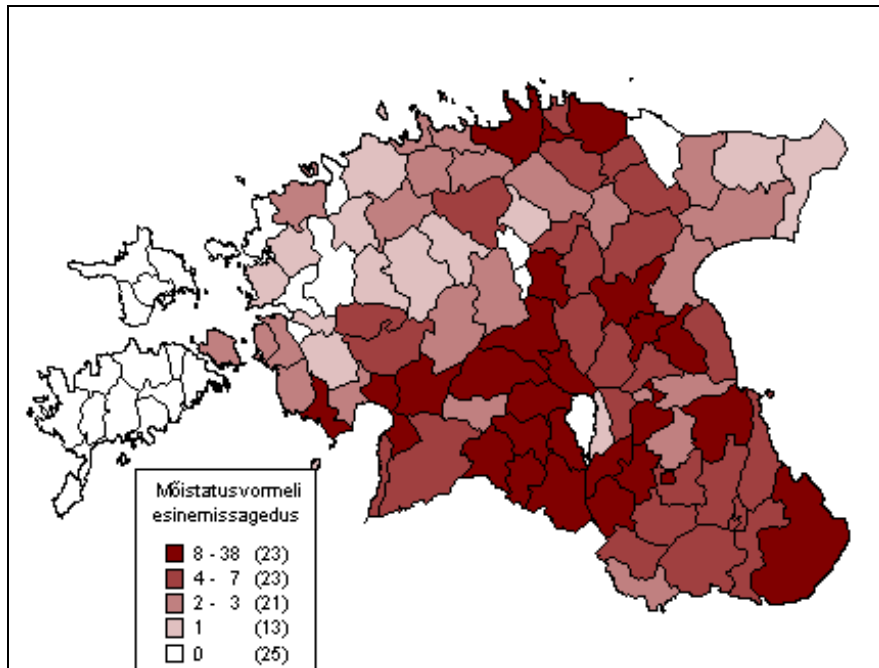 Mõistatusvormeli
esinemissagedus
8 - 38 (23)
4 - 7 (23)
2 - 3 (21)
1 (13)
0 (25)